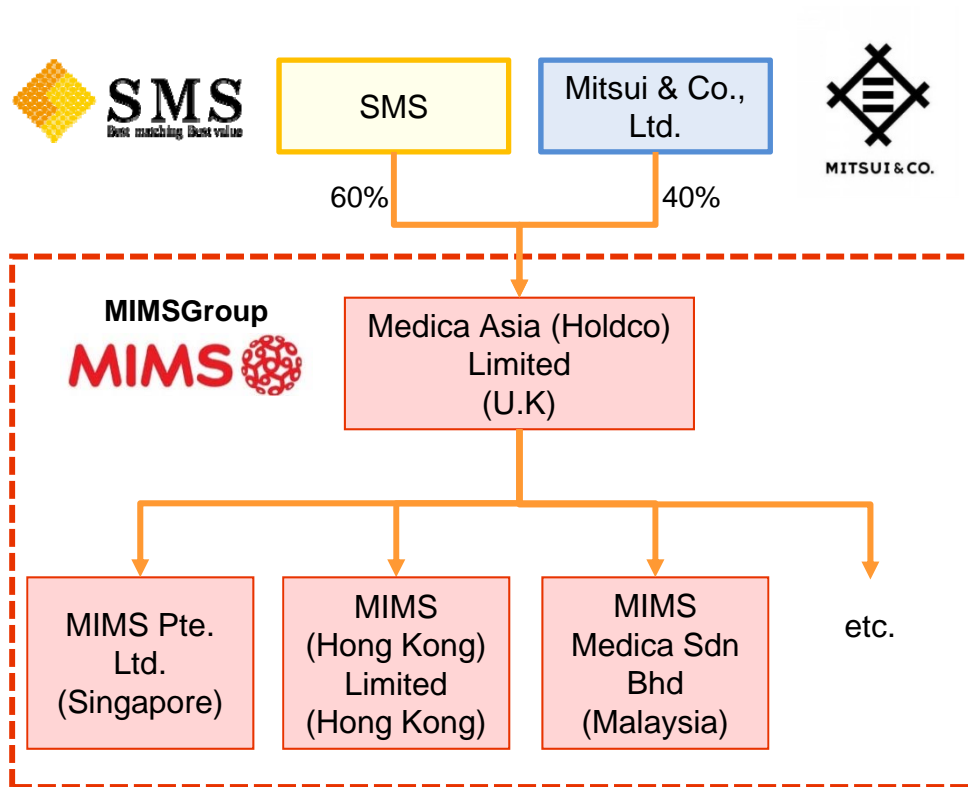 SMS
Best matching Best value
SMS
Mitsui & Co.,
Ltd.
MITSUI & CO.
60%
40%
MIMSGroup
MIMS
Medica Asia (Holdco)
Limited
(U.K)
MIMS Pte.
Ltd.
(Singapore)
MIMS
(Hong Kong)
Limited
(Hong Kong)
MIMS
Medica Sdn
Bhd
(Malaysia)
etc.